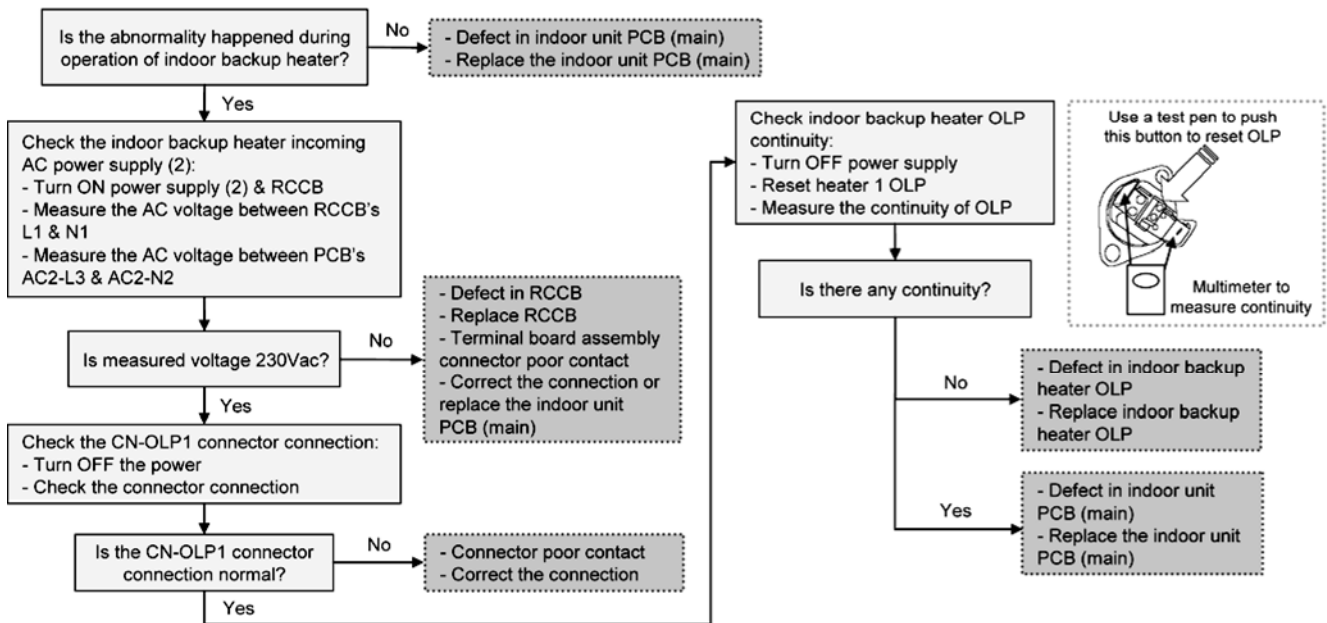 Is the abnormality happened during
operation of indoor backup heater?
No
- Defect in indoor unit PCB (main)
- Replace the indoor unit PCB (main)
Yes
Check the indoor backup heater incoming
AC power supply (2):
- Turn ON power supply (2) & RCCB
- Measure the AC voltage between RCCB's
L1 & N1
- Measure the AC voltage between PCB's
AC2-L3 & AC2-N2
Is measured voltage 230Vac?
No
- Defect in RCCB
- Replace RCCB
- Terminal board assembly
connector poor contact
- Correct the connection or
replace the indoor unit
PCB (main)
Yes
Check the CN-OLP1 connector connection:
- Turn OFF the power
- Check the connector connection
Is the CN-OLP1 connector
connection normal?
No
- Connector poor contact
- Correct the connection
Yes
Check indoor backup heater OLP
continuity:
- Turn OFF power supply
- Reset heater 1 OLP
- Measure the continuity of OLP
Use a test pen to push
this button to reset OLP
Multimeter to
measure continuity
Is there any continuity?
No
- Defect in indoor backup
heater OLP
- Replace indoor backup
heater OLP
Yes
- Defect in indoor unit
PCB (main)
- Replace the indoor unit
PCB (main)